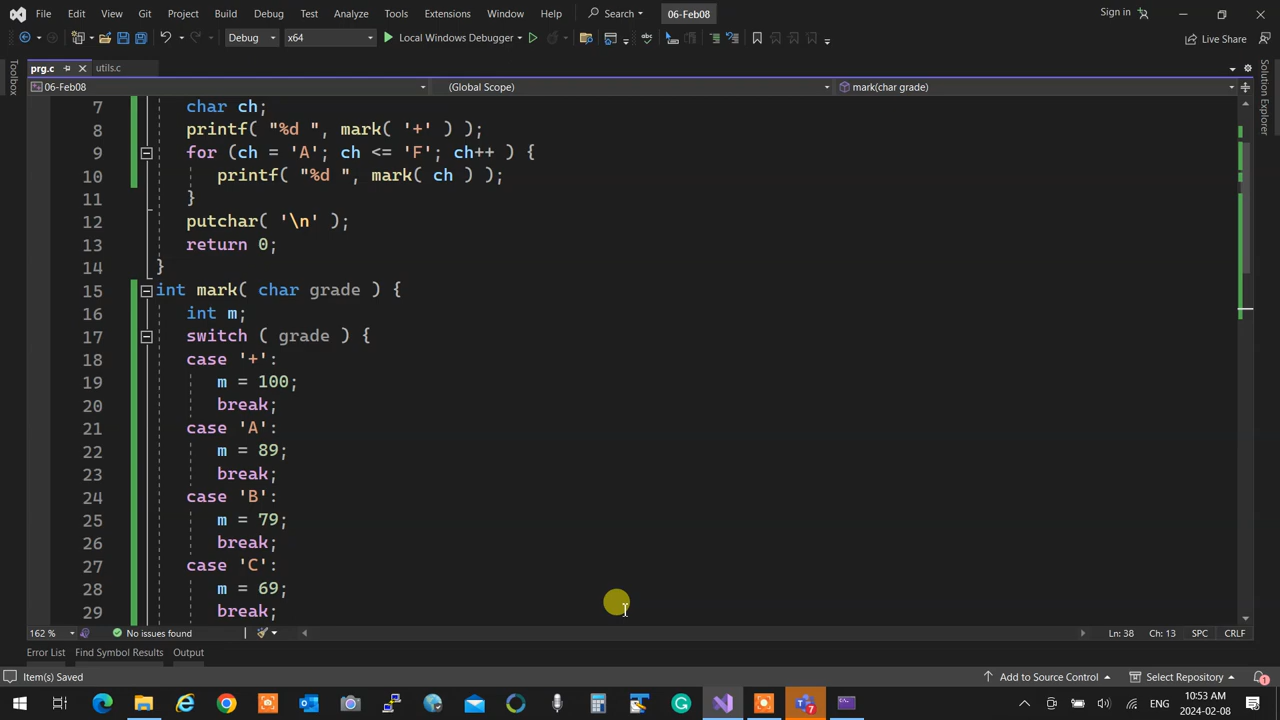 File Edit View Git Project Build Debug Test Analyze Tools Extensions Window Help Search 06-Feb08 Sign in
Debug x64 Local Windows Debugger Live Share
prg.c utils.c
06-Feb08 (Global Scope) mark(char grade)
Toolbox
Solution Explorer
7 char ch;
8 printf( "%d ", mark( '+' ) );
9 for (ch = 'A'; ch <= 'F'; ch++ ) {
10 printf( "%d ", mark( ch ) );
11 }
12 putchar( '\n' );
13 return 0;
14 }
15 int mark( char grade ) {
16 int m;
17 switch ( grade ) {
18 case '+':
19 m = 100;
20 break;
21 case 'A':
22 m = 89;
23 break;
24 case 'B':
25 m = 79;
26 break;
27 case 'C':
28 m = 69;
29 break;
162 % No issues found Ln: 38 Ch: 13 SPC CRLF
Error List Find Symbol Results Output
Item(s) Saved Add to Source Control Select Repository 1
7 10:53 AM
2024-02-08